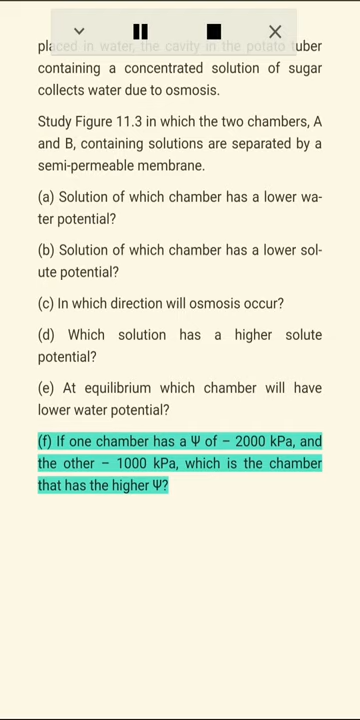 placed in water, the cavity in the potato tuber
containing a concentrated solution of sugar
collects water due to osmosis.
Study Figure 11.3 in which the two chambers, A
and B, containing solutions are separated by a
semi-permeable membrane.
(a) Solution of which chamber has a lower wa-
ter potential?
(b) Solution of which chamber has a lower sol-
ute potential?
(c) In which direction will osmosis occur?
(d) Which solution has a higher solute
potential?
(e) At equilibrium which chamber will have
lower water potential?
(f) If one chamber has a Ψ of – 2000 kPa, and
the other – 1000 kPa, which is the chamber
that has the higher Ψ?